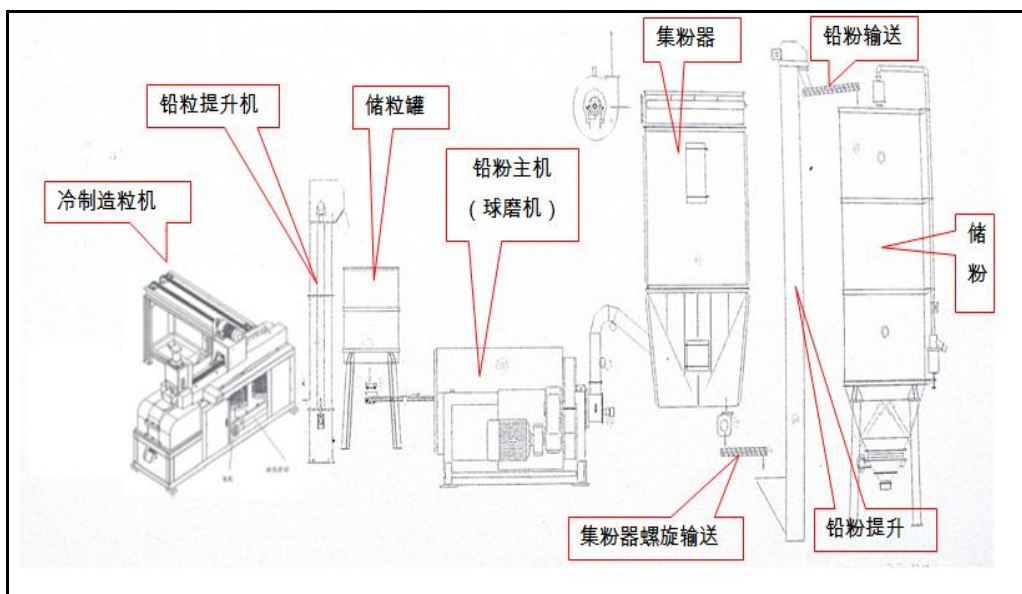 集粉器
铅粉输送
铅粒提升机
储粒罐
铅粉主机
（球磨机）
冷制造粒机
储
粉
集粉器螺旋输送
铅粉提升